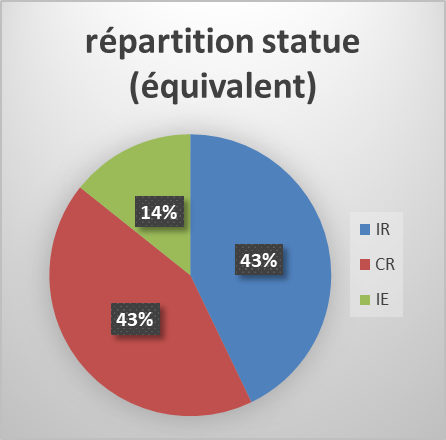 répartition statue
(équivalent)
14%
43%
43%
IR
CR
IE